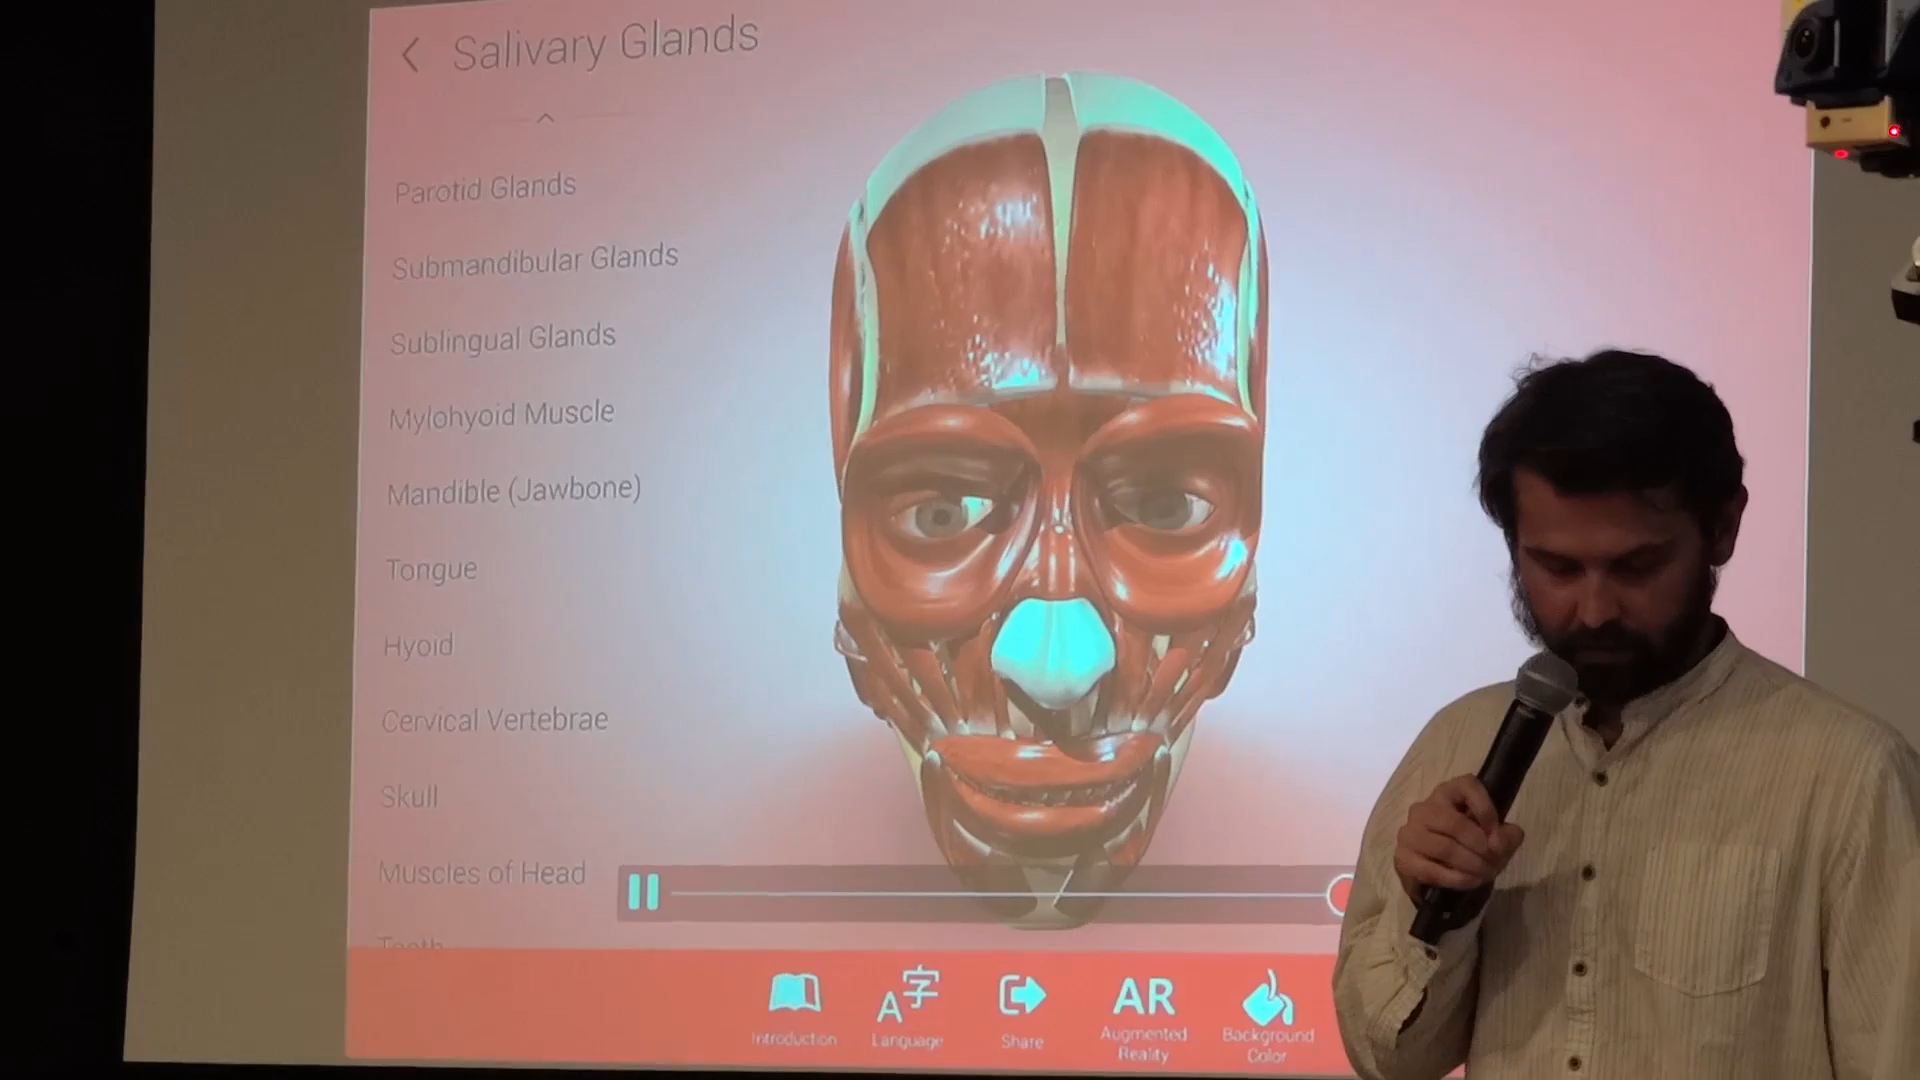 Salivary Glands
Parotid Glands
Submandibular Glands
Sublingual Glands
Mylohyoid Muscle
Mandible (Jawbone)
Tongue
Hyoid
Cervical Vertebrae
Skull
Muscles of Head
Teeth
A字
AR
Introduction
Language
Share
Augmented
Reality
Background
Color